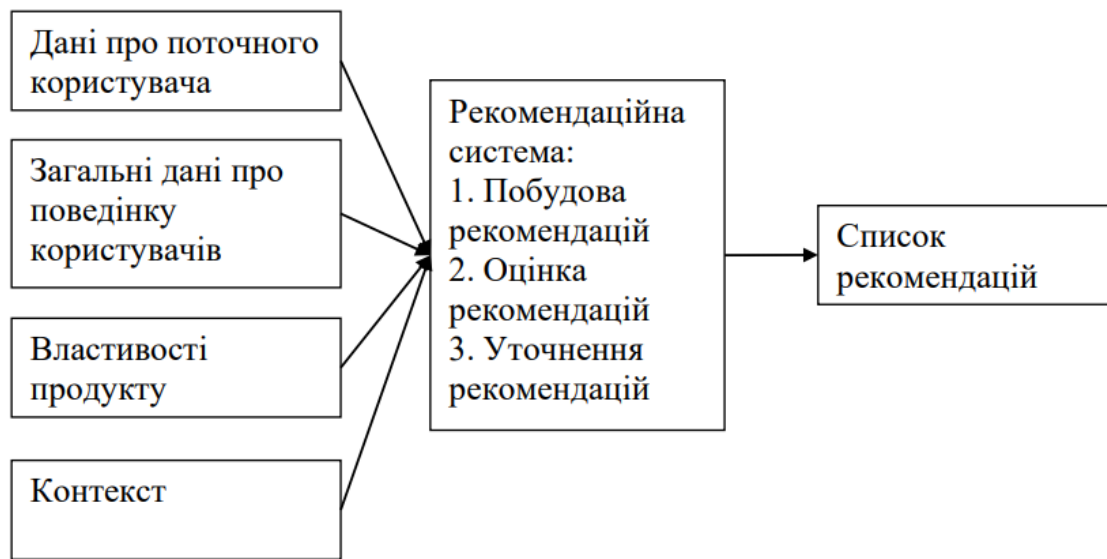 Дані про поточного
користувача
Загальні дані про
поведінку
користувачів
Властивості
продукту
Контекст
Рекомендаційна
система:
1. Побудова
рекомендацій
2. Оцінка
рекомендацій
3. Уточнення
рекомендацій
Список
рекомендацій